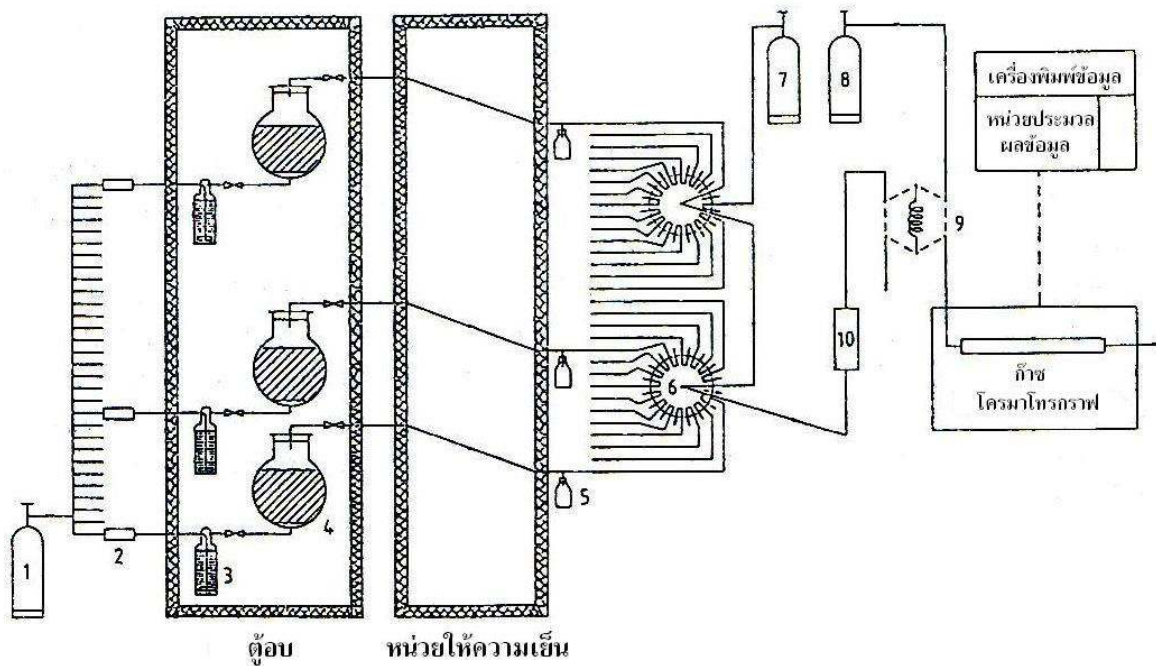 7
8
เครื่องพิมพ์ข้อมูล
หน่วยประมวล
ผลข้อมูล
9
10
ก๊าซ
โครมาโทกราฟ
6
5
4
3
2
1
ตู้อบ
หน่วยให้ความเย็น